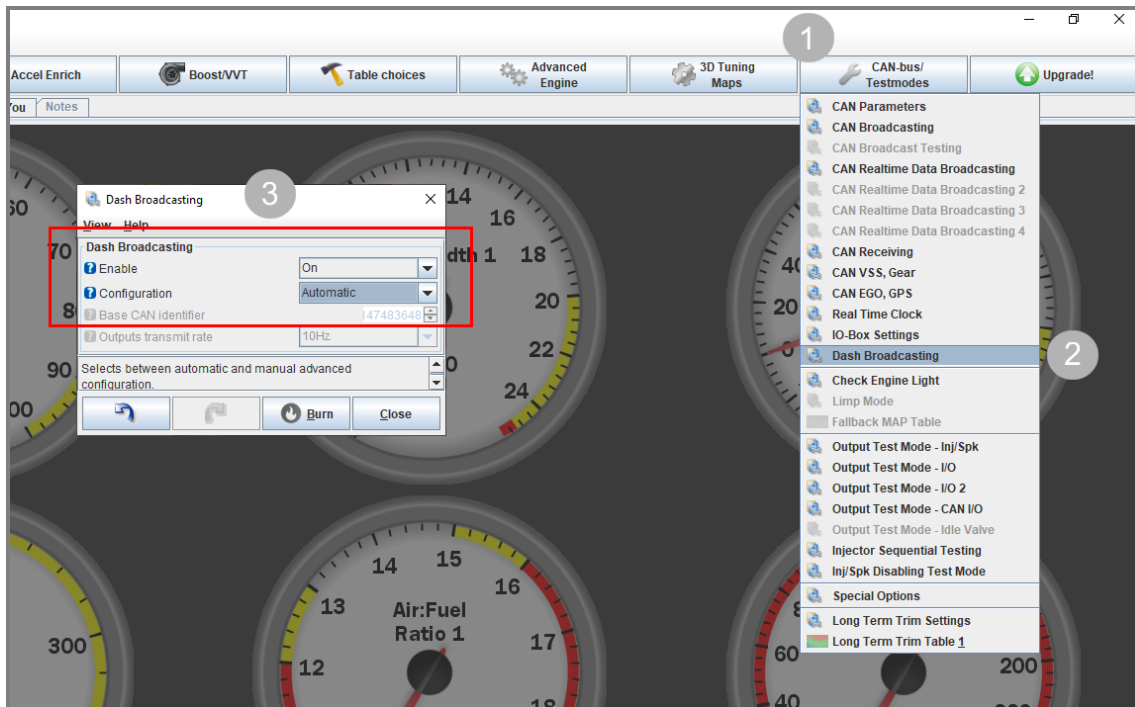 1
Accel Enrich
Boost/VVT
Table choices
Advanced
Engine
3D Tuning
Maps
CAN-bus/
Testmodes
Upgrade!
You
Notes
CAN Parameters
CAN Broadcasting
CAN Broadcast Testing
CAN Realtime Data Broadcasting
CAN Realtime Data Broadcasting 2
CAN Realtime Data Broadcasting 3
CAN Realtime Data Broadcasting 4
CAN Receiving
CAN VSS, Gear
CAN EGO, GPS
Real Time Clock
IO-Box Settings
Dash Broadcasting
2
Check Engine Light
Limp Mode
Fallback MAP Table
Output Test Mode - Inj/Spk
Output Test Mode - I/O
Output Test Mode - I/O 2
Output Test Mode - CAN I/O
Output Test Mode - Idle Valve
Injector Sequential Testing
Inj/Spk Disabling Test Mode
Special Options
Long Term Trim Settings
Long Term Trim Table 1
3
Dash Broadcasting
View Help
Dash Broadcasting
Enable On
Configuration Automatic
Base CAN identifier 147483648
Outputs transmit rate 10Hz
Selects between automatic and manual advanced
configuration.
Burn Close
70
90
14
16
dth 1 18
20
22
24
40
20
0
14 15
13 16
Air:Fuel
Ratio 1
17
12
18
300
60
40
200